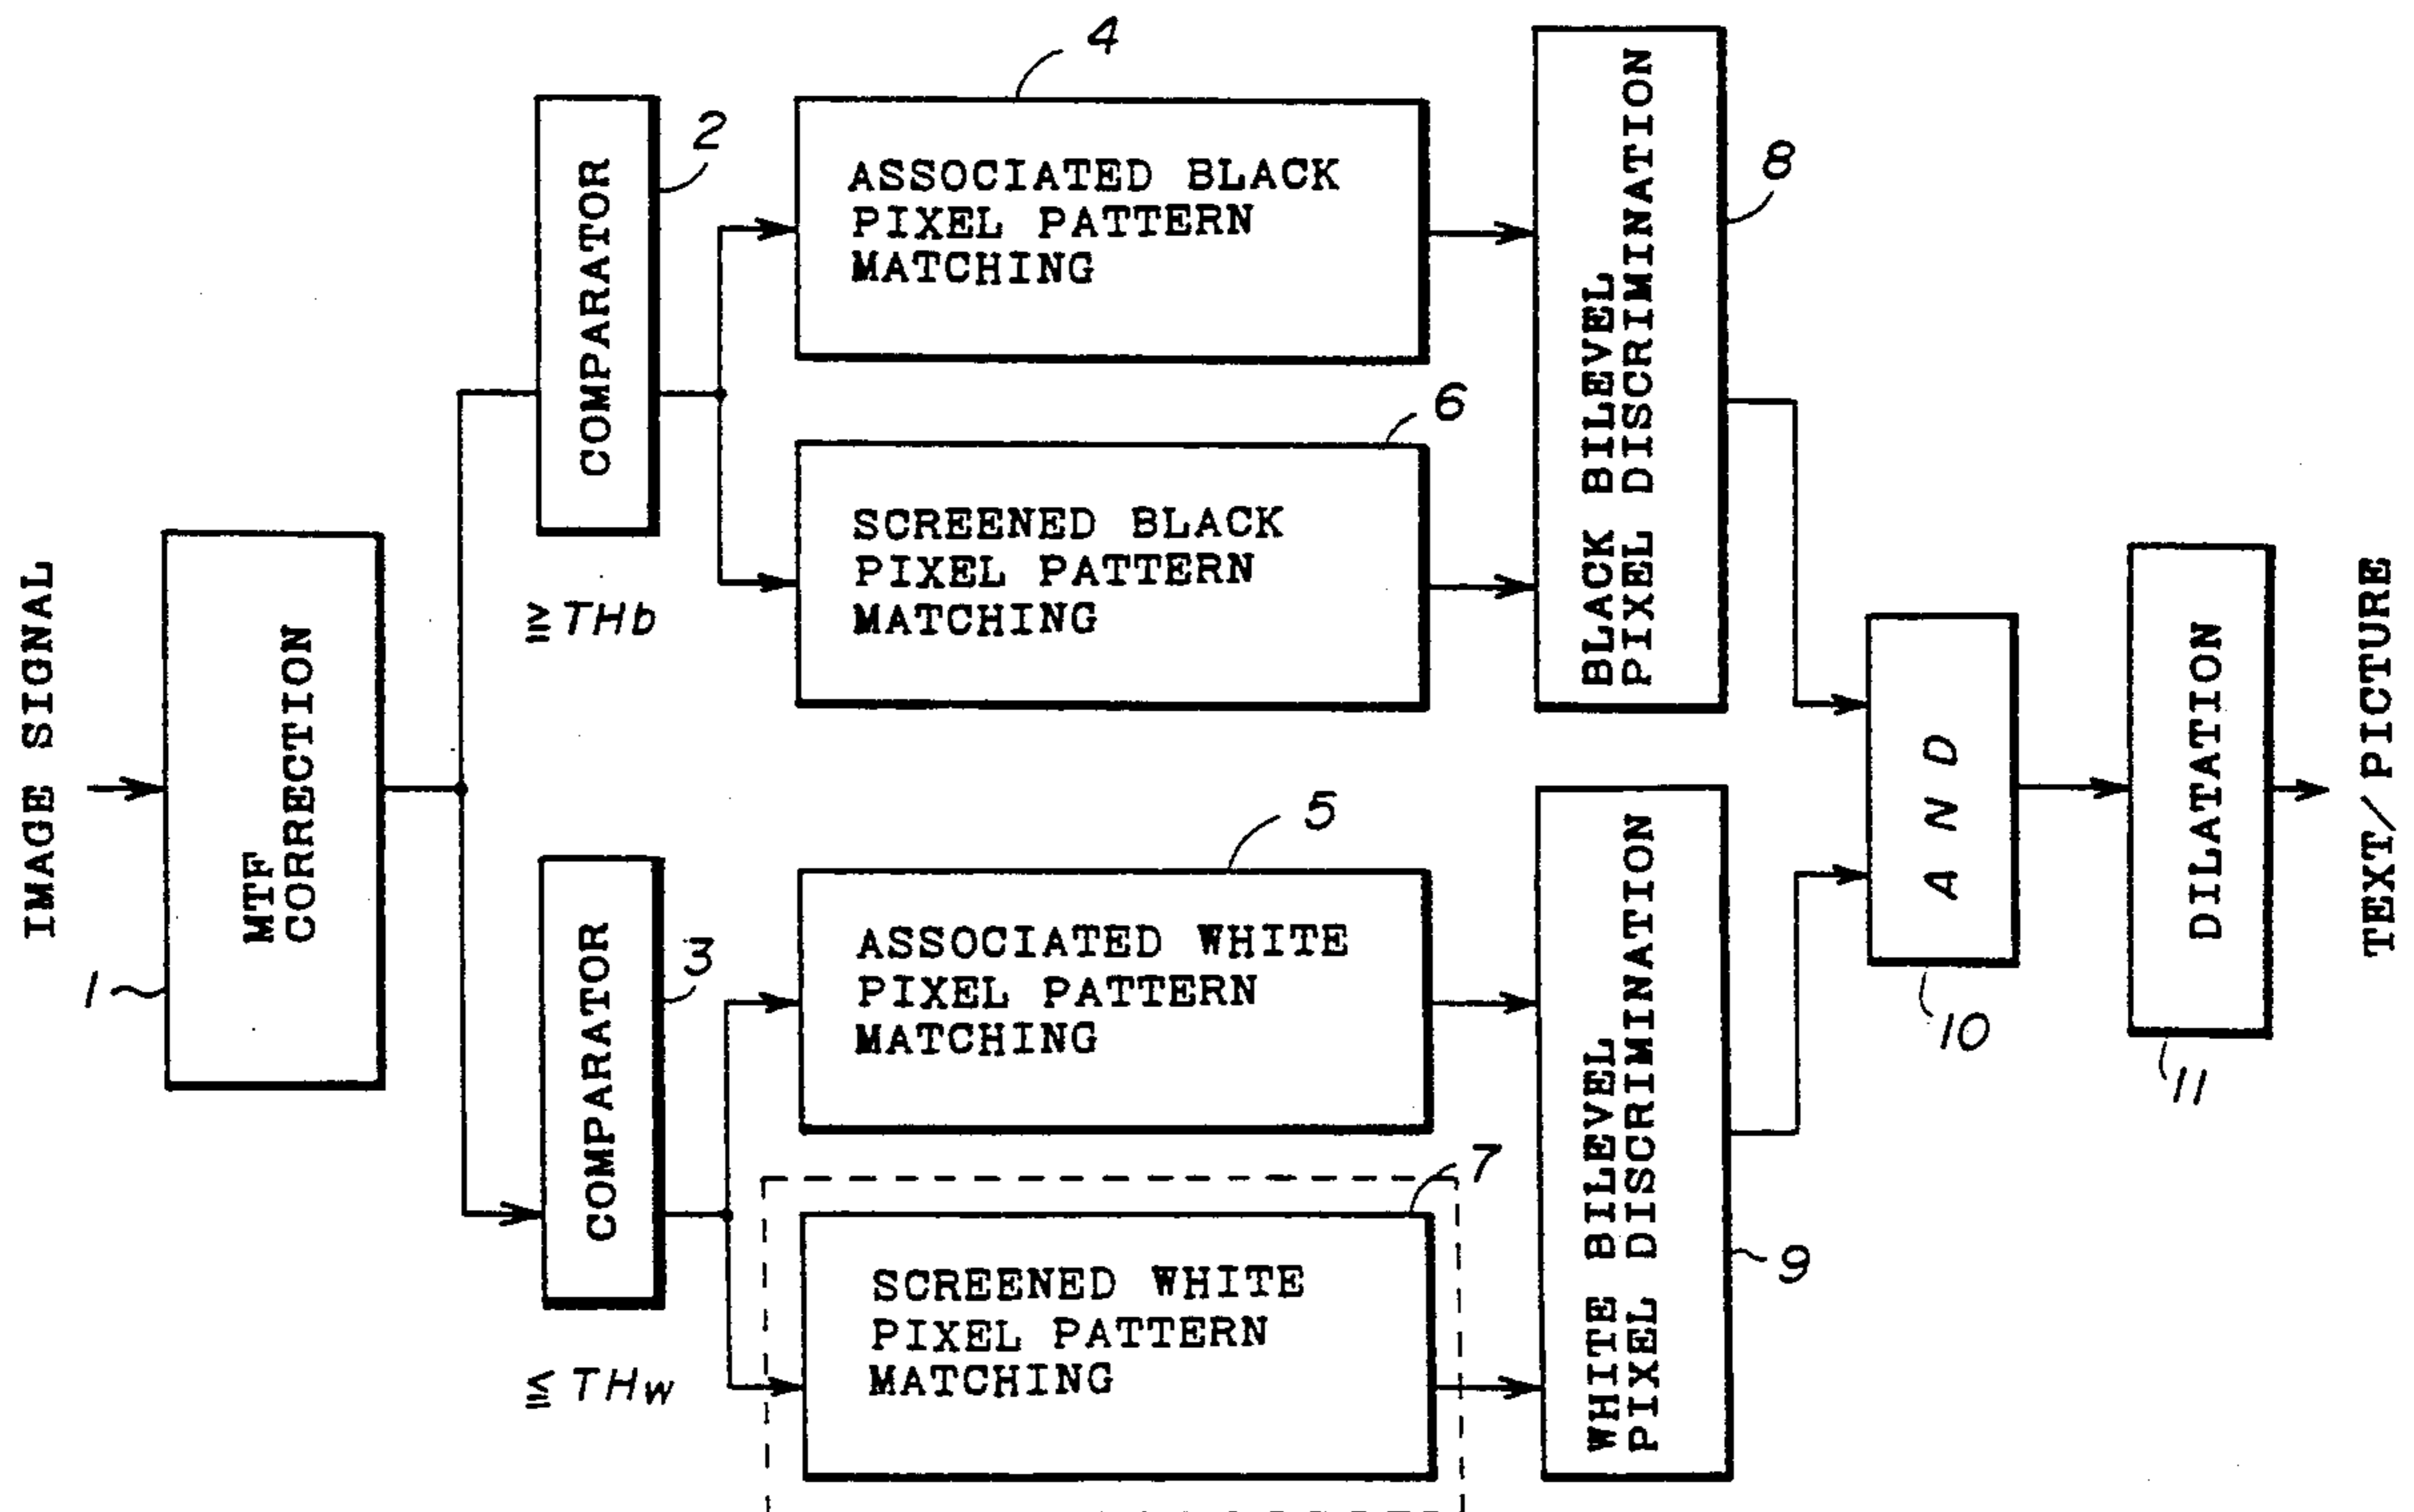 IMAGE SIGNAL
1
MTF
CORRECTION
COMPARATOR
2
≧THb
4
ASSOCIATED BLACK
PIXEL PATTERN
MATCHING
6
SCREENED BLACK
PIXEL PATTERN
MATCHING
BLACK BILEVEL
PIXEL DISCRIMINATION
8
COMPARATOR
3
≦THw
5
ASSOCIATED WHITE
PIXEL PATTERN
MATCHING
7
SCREENED WHITE
PIXEL PATTERN
MATCHING
WHITE BILEVEL
PIXEL DISCRIMINATION
9
AND
10
DILATATION
11
TEXT/PICTURE